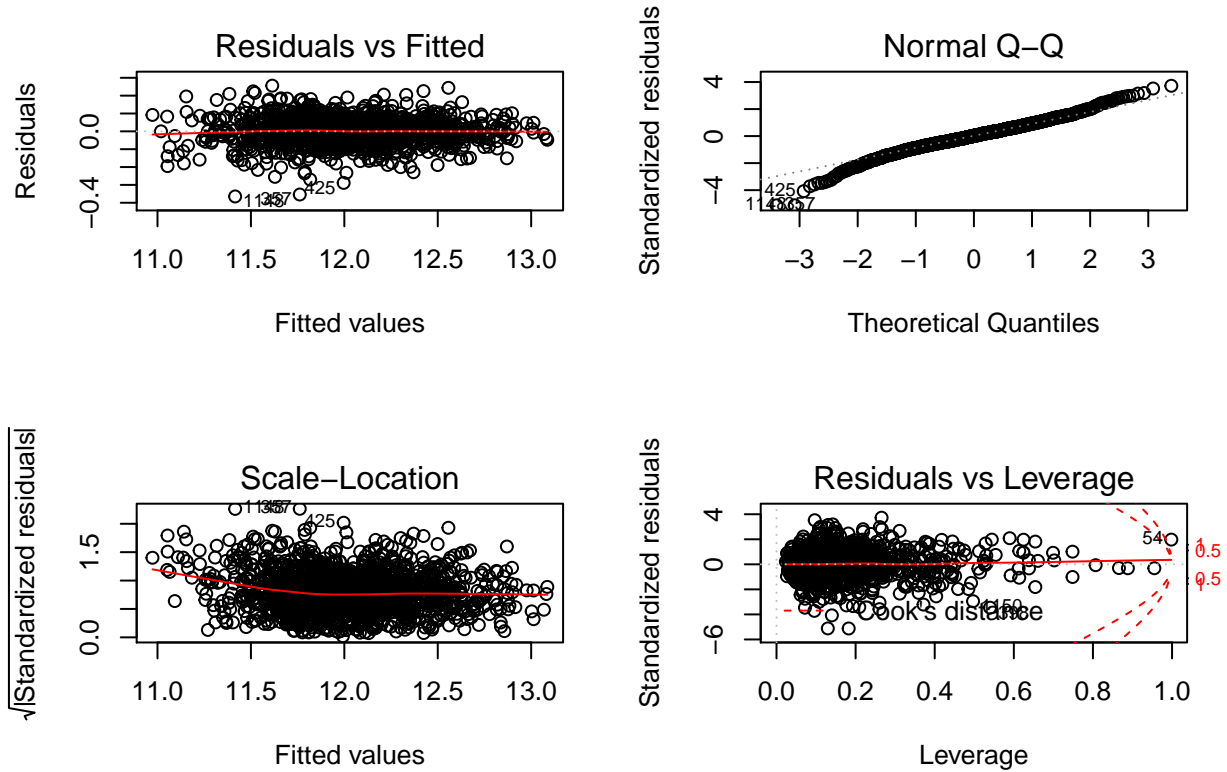 Residuals vs Fitted
Residuals
0.0
−0.4
425
11.0 11.5 12.0 12.5 13.0
Fitted values
Normal Q−Q
Standardized residuals
4
0
−4
425
−3 −2 −1 0 1 2 3
Theoretical Quantiles
Scale−Location
√|Standardized residuals|
1.5
0.0
425
11.0 11.5 12.0 12.5 13.0
Fitted values
Residuals vs Leverage
Standardized residuals
4
0
−6
54
1
0.5
0.5
Cook's distance
0.0 0.2 0.4 0.6 0.8 1.0
Leverage